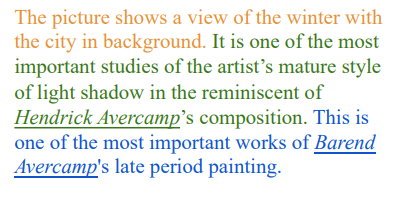 The picture shows a view of the winter with
the city in background. It is one of the most
important studies of the artist’s mature style
of light shadow in the reminiscent of
Hendrick Avercamp’s composition. This is
one of the most important works of Barend
Avercamp's late period painting.